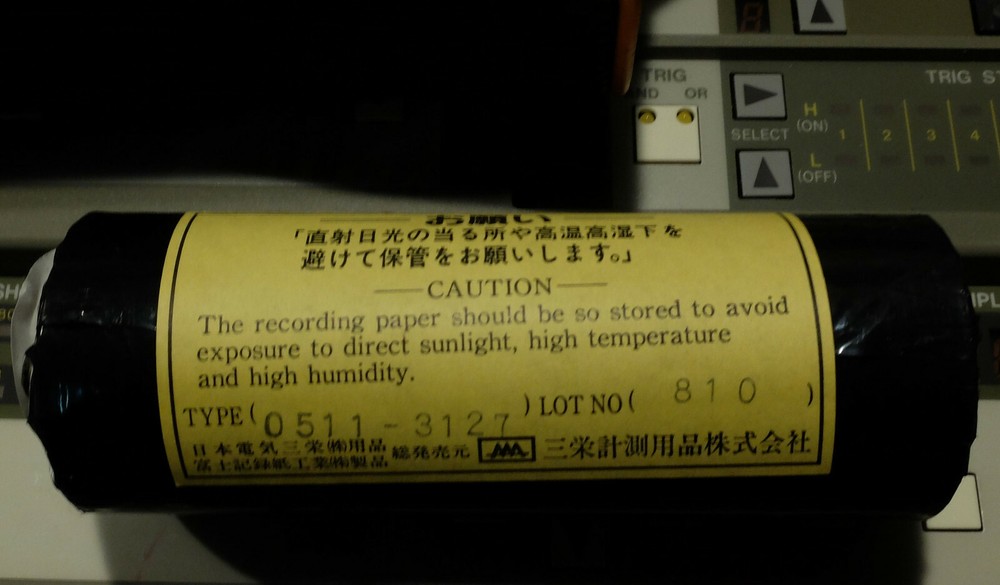 TRIG
OR
TRIG
SELECT
H
(ON)
1 2 3 4
L
(OFF)
お願い
「直射日光の当る所や高温高湿下を
避けて保管をお願いします。」
CAUTION
The recording paper should be so stored to avoid
exposure to direct sunlight, high temperature
and high humidity.
TYPE(0511-3127) LOT NO( 810 )
日本電気三栄㈱用品
富士記録紙工業㈱製品
総発売元
三栄計測用品株式会社